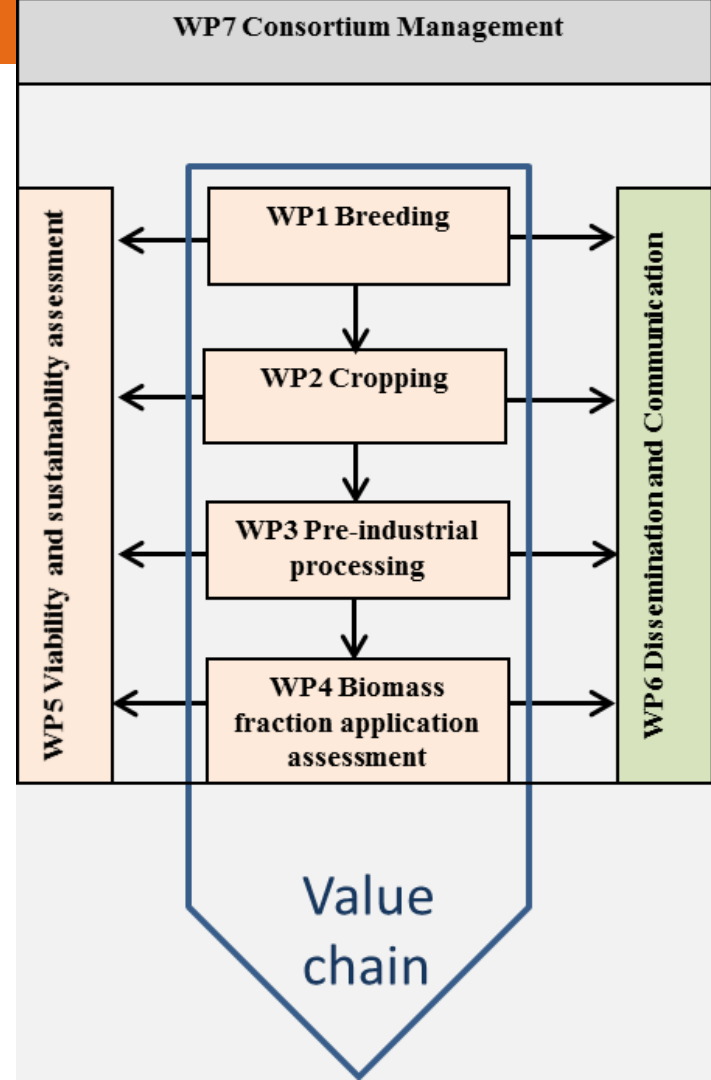 WP7 Consortium Management
WP5 Viability and sustainability assessment
WP1 Breeding
WP2 Cropping
WP3 Pre-industrial
processing
WP4 Biomass
fraction application
assessment
WP6 Dissemination and Communication
Value
chain